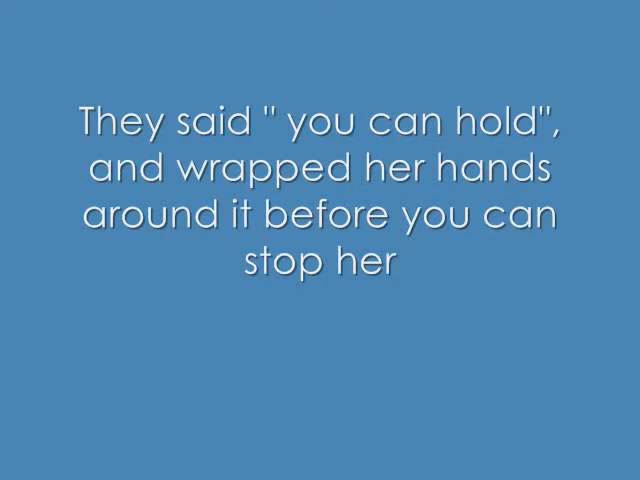 They said " you can hold",
and wrapped her hands
around it before you can
stop her